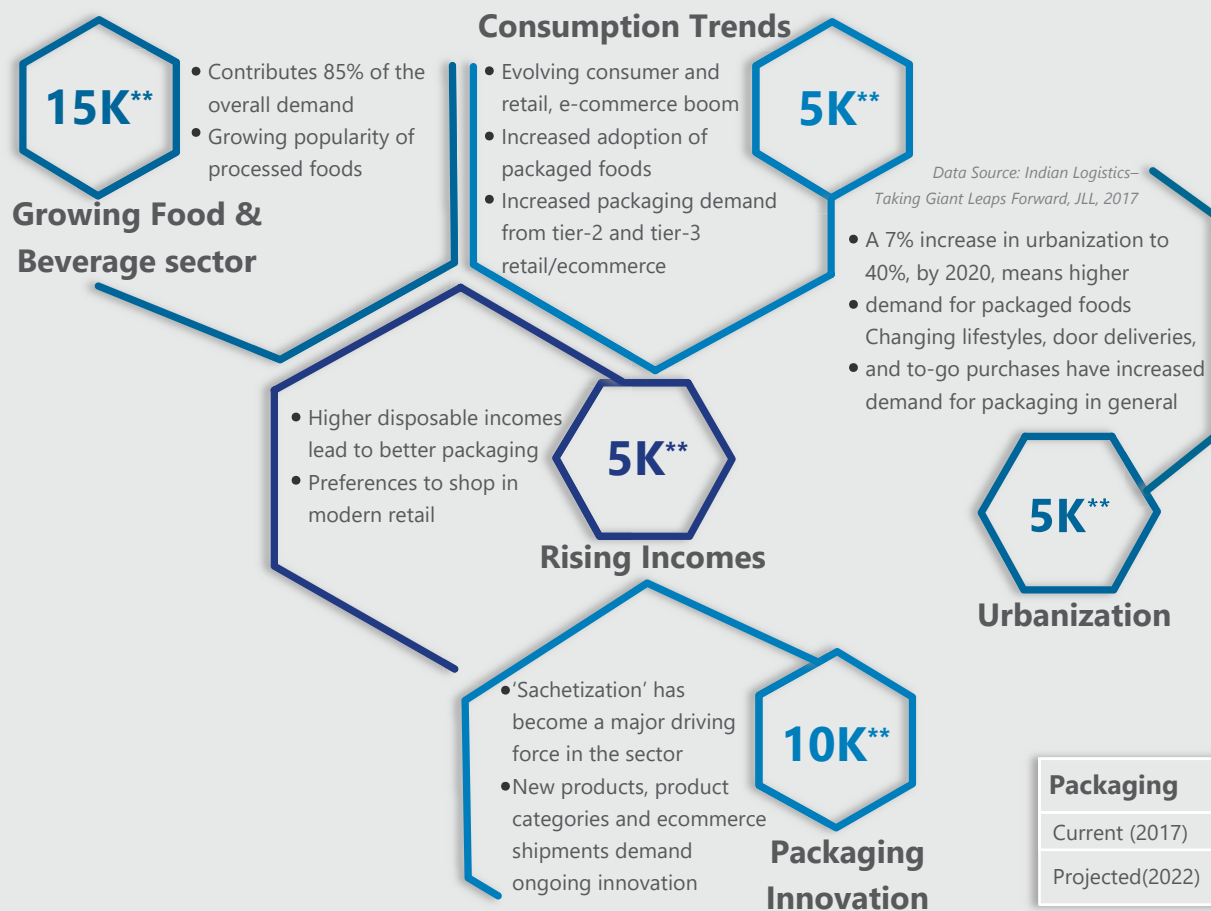 15K**
• Contributes 85% of the
overall demand
• Growing popularity of
processed foods
Growing Food &
Beverage sector
Consumption Trends
• Evolving consumer and
retail, e-commerce boom
• Increased adoption of
packaged foods
• Increased packaging demand
from tier-2 and tier-3
retail/ecommerce
5K**
Data Source: Indian Logistics–
Taking Giant Leaps Forward, JLL, 2017
• A 7% increase in urbanization to
40%, by 2020, means higher
• demand for packaged foods
Changing lifestyles, door deliveries,
• and to-go purchases have increased
demand for packaging in general
5K**
Urbanization
• Higher disposable incomes
lead to better packaging
• Preferences to shop in
modern retail
5K**
Rising Incomes
• 'Sachetization' has
become a major driving
force in the sector
• New products, product
categories and ecommerce
shipments demand
ongoing innovation
10K**
Packaging
Innovation
Packaging
Current (2017)
Projected(2022)